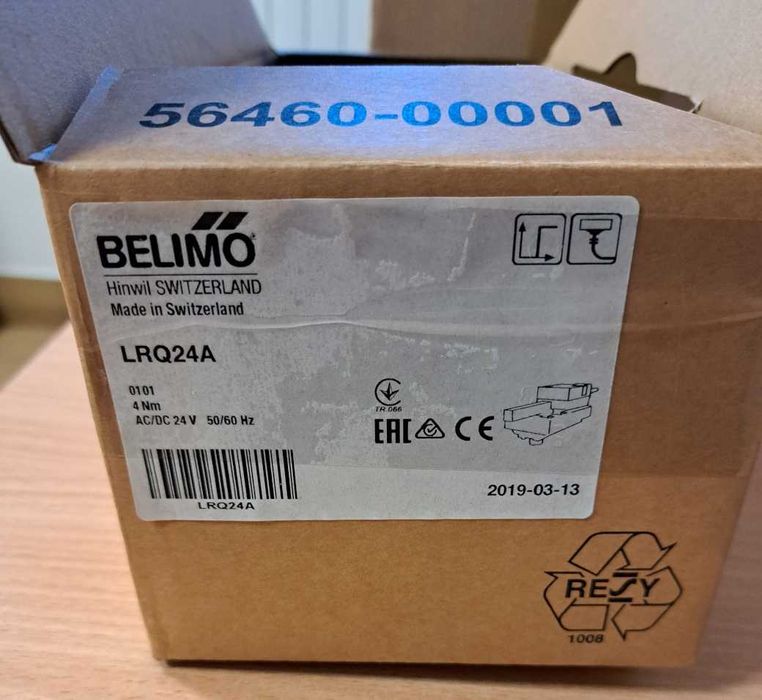 56460-00001
BELIMO®
Hinwil SWITZERLAND
Made in Switzerland
LRQ24A
0101
4 Nm
AC/DC 24 V 50/60 Hz
TR.066
EAC
CE
LRQ24A
2019-03-13
RESY
1008